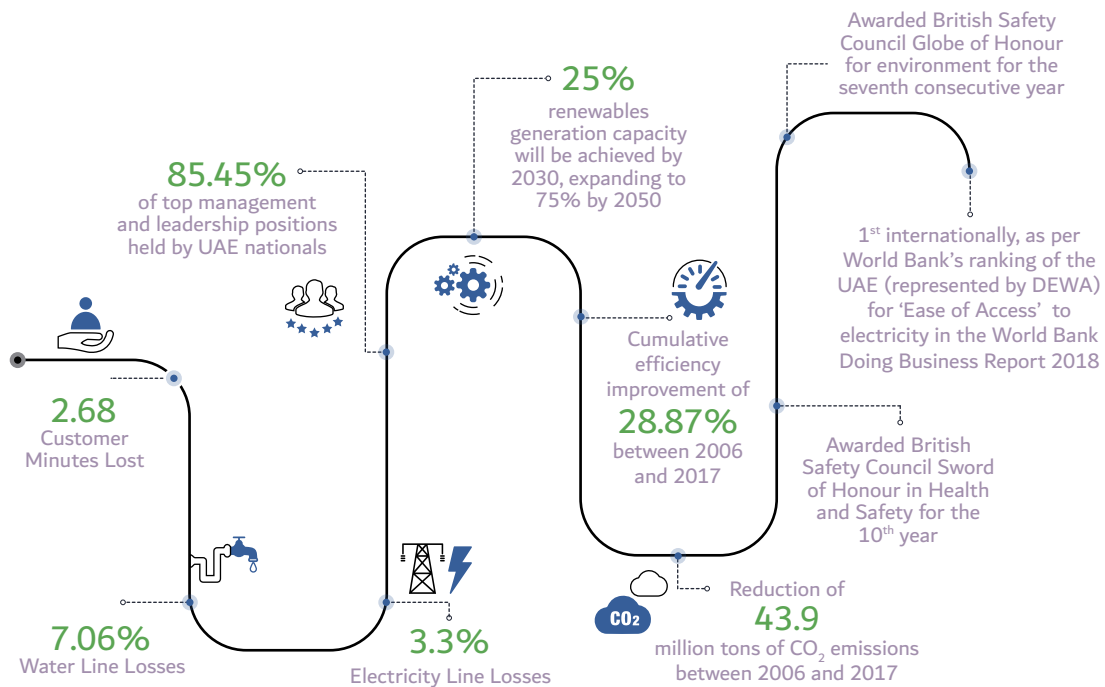 2.68
Customer
Minutes Lost
7.06%
Water Line Losses
3.3%
Electricity Line Losses
85.45%
of top management
and leadership positions
held by UAE nationals
25%
renewables
generation capacity
will be achieved by
2030, expanding to
75% by 2050
Cumulative
efficiency
improvement of
28.87%
between 2006
and 2017
CO2
Reduction of
43.9
million tons of CO₂ emissions
between 2006 and 2017
Awarded British
Safety Council Sword
of Honour in Health
and Safety for the
10th year
Awarded British Safety
Council Globe of Honour
for environment for the
seventh consecutive year
1st internationally, as per
World Bank’s ranking of the
UAE (represented by DEWA)
for ‘Ease of Access’ to
electricity in the World Bank
Doing Business Report 2018